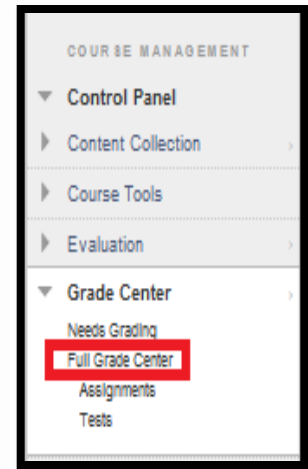 COURSE MANAGEMENT
Control Panel
Content Collection
Course Tools
Evaluation
Grade Center
Needs Grading
Full Grade Center
Assignments
Tests